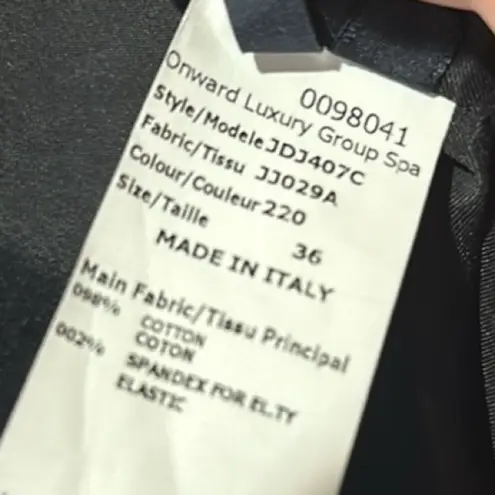 0098041
Onward Luxury Group Spa
Style/Modele JDJ407C
Fabric/Tissu JJ029A
Colour/Couleur 220
Size/Taille 36
MADE IN ITALY
Main Fabric/Tissu Principal
098% COTTON
COTON
002% SPANDEX FOR EL.TY
ELASTIC